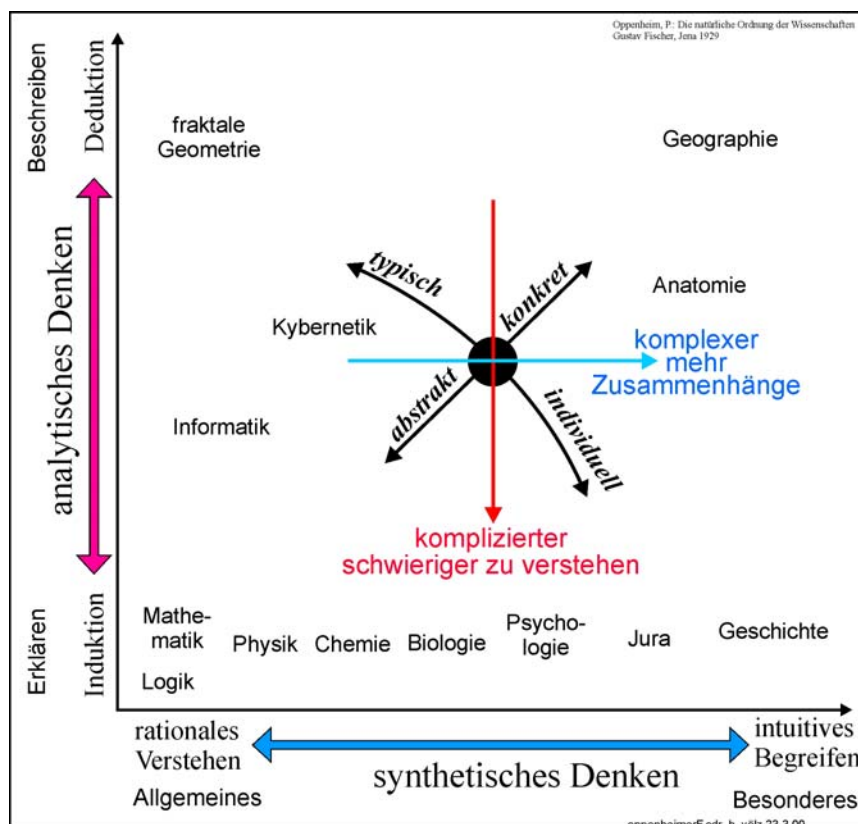 Oppenheim, P.: Die natürliche Ordnung der Wissenschaften
Gustav Fischer, Jena 1929
Beschreiben
Deduktion
analytisches Denken
Erklären
Induktion
fraktale
Geometrie
Geographie
typisch
konkret
Anatomie
Kybernetik
komplexer
mehr
Zusammenhänge
abstrakt
individuell
Informatik
komplizierter
schwieriger zu verstehen
Mathe-
matik
Physik
Chemie
Biologie
Psycho-
logie
Jura
Geschichte
Logik
rationales
Verstehen
intuitives
Begreifen
synthetisches Denken
Allgemeines
Besonderes